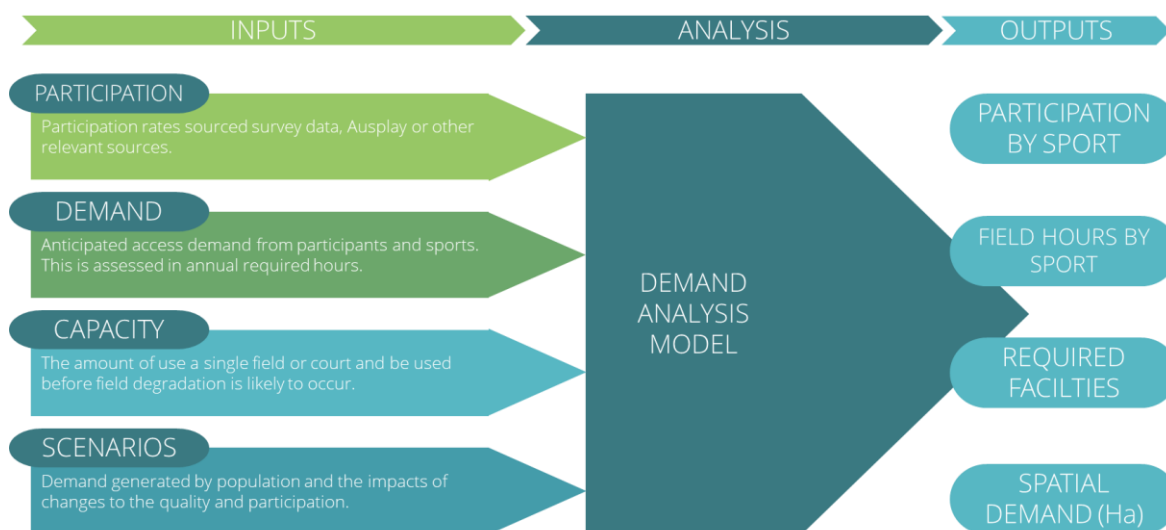 INPUTS
ANALYSIS
OUTPUTS
PARTICIPATION
Participation rates sourced survey data, Ausplay or other
relevant sources.
DEMAND
Anticipated access demand from participants and sports.
This is assessed in annual required hours.
CAPACITY
The amount of use a single field or court and be used
before field degradation is likely to occur.
SCENARIOS
Demand generated by population and the impacts of
changes to the quality and participation.
DEMAND
ANALYSIS
MODEL
PARTICIPATION
BY SPORT
FIELD HOURS BY
SPORT
REQUIRED
FACILTIES
SPATIAL
DEMAND (Ha)